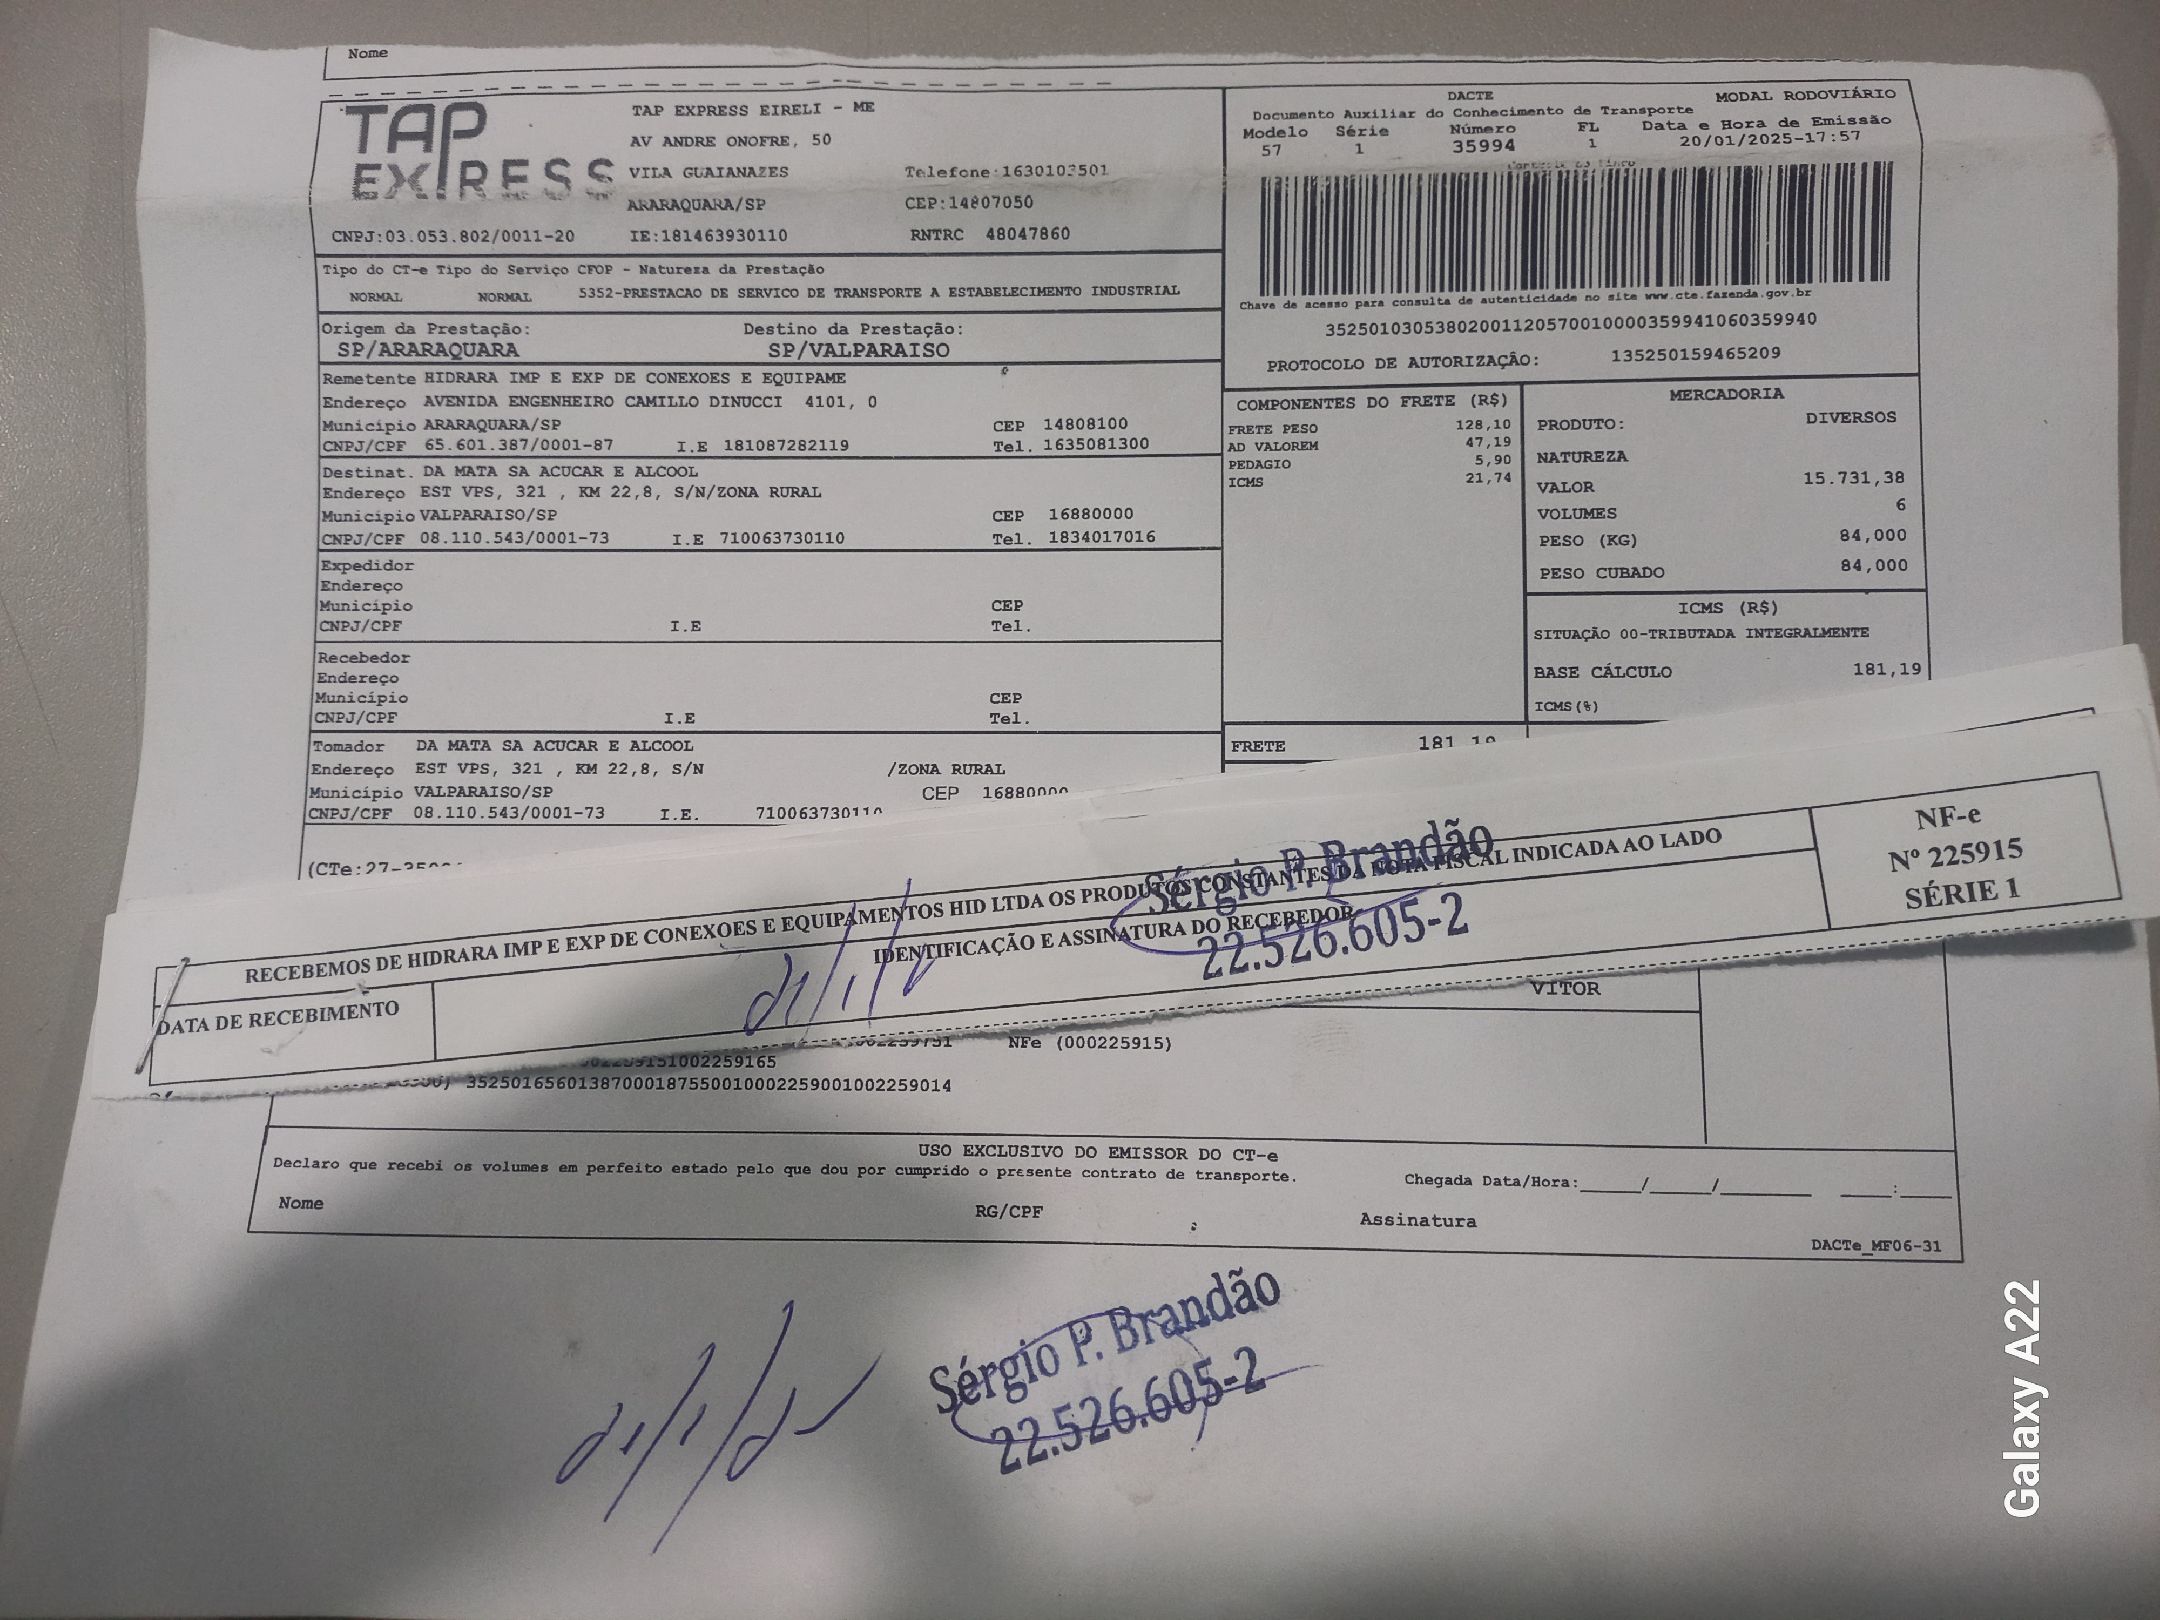 Nome
TAP EXPRESS
TAP EXPRESS EIRELI - ME
AV ANDRE ONOFRE, 50
VILA GUAIANAZES Telefone:1630103501
ARARAQUARA/SP CEP:14807050
CNPJ:03.053.802/0011-20 IE:181463930110 RNTRC 48047860
DACTE MODAL RODOVIÁRIO
Documento Auxiliar do Conhecimento de Transporte
Modelo Série Número FL Data e Hora de Emissão
57 1 35994 1 20/01/2025-17:57
Controle do Fisco
Chave de acesso para consulta de autenticidade no site www.cte.fazenda.gov.br
35250103053802001120570010000359941060359940
PROTOCOLO DE AUTORIZAÇÃO: 135250159465209
Tipo do CT-e Tipo do Serviço CFOP - Natureza da Prestação
NORMAL NORMAL 5352-PRESTACAO DE SERVICO DE TRANSPORTE A ESTABELECIMENTO INDUSTRIAL
Origem da Prestação: Destino da Prestação:
SP/ARARAQUARA SP/VALPARAISO
Remetente HIDRARA IMP E EXP DE CONEXOES E EQUIPAME
Endereço AVENIDA ENGENHEIRO CAMILLO DINUCCI 4101, 0
Município ARARAQUARA/SP CEP 14808100
CNPJ/CPF 65.601.387/0001-87 I.E 181087282119 Tel. 1635081300
Destinat. DA MATA SA ACUCAR E ALCOOL
Endereço EST VPS, 321 , KM 22,8, S/N/ZONA RURAL
Município VALPARAISO/SP CEP 16880000
CNPJ/CPF 08.110.543/0001-73 I.E 710063730110 Tel. 1834017016
Expedidor
Endereço
Município CEP
CNPJ/CPF I.E Tel.
Recebedor
Endereço
Município CEP
CNPJ/CPF I.E Tel.
Tomador DA MATA SA ACUCAR E ALCOOL
Endereço EST VPS, 321 , KM 22,8, S/N /ZONA RURAL
Município VALPARAISO/SP CEP 16880000
CNPJ/CPF 08.110.543/0001-73 I.E. 710063730110
COMPONENTES DO FRETE (R$)
FRETE PESO 128,10
AD VALOREM 47,19
PEDAGIO 5,90
ICMS 21,74
FRETE 181,19
MERCADORIA
PRODUTO: DIVERSOS
NATUREZA
VALOR 15.731,38
VOLUMES 6
PESO (KG) 84,000
PESO CUBADO 84,000
ICMS (R$)
SITUAÇÃO 00-TRIBUTADA INTEGRALMENTE
BASE CÁLCULO 181,19
ICMS(%)
RECEBEMOS DE HIDRARA IMP E EXP DE CONEXOES E EQUIPAMENTOS HID LTDA OS PRODUTOS CONSTANTES DA NOTA FISCAL INDICADA AO LADO
DATA DE RECEBIMENTO
IDENTIFICAÇÃO E ASSINATURA DO RECEBEDOR
Sérgio P. Brandão
22.526.605-2
NF-e
Nº 225915
SÉRIE 1
VITOR
NFe (000225915)
35250165601387000187550010002259001002259014
USO EXCLUSIVO DO EMISSOR DO CT-e
Declaro que recebi os volumes em perfeito estado pelo que dou por cumprido o presente contrato de transporte.
Chegada Data/Hora:_____/_____/_______ ____:____
Nome RG/CPF Assinatura
DACTe_MF06-31
Sérgio P. Brandão
22.526.605-2
Galaxy A22